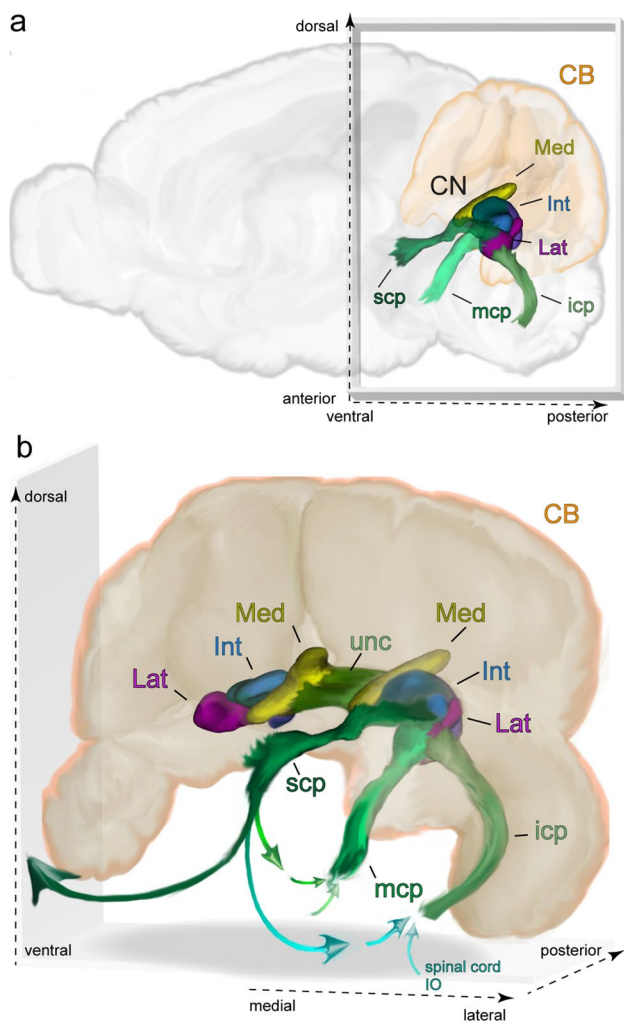 a
dorsal
CB
Med
CN
Int
Lat
scp
mcp
icp
anterior
ventral
posterior
b
dorsal
CB
Med
unc
Med
Int
Int
Lat
Lat
scp
icp
mcp
ventral
posterior
spinal cord
IO
medial
lateral